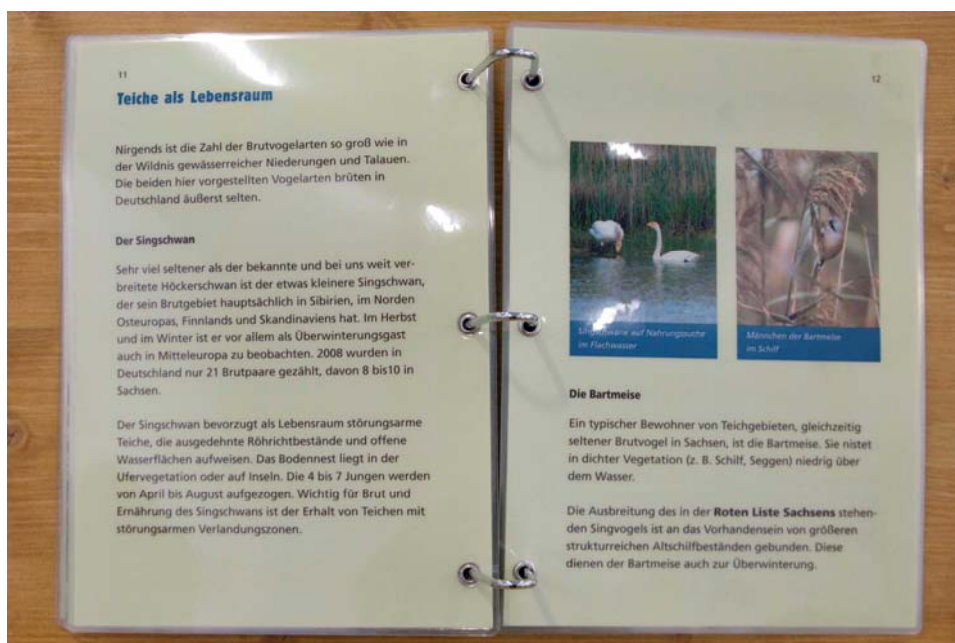 11
Teiche als Lebensraum
Nirgends ist die Zahl der Brutvogelarten so groß wie in
der Wildnis gewässerreicher Niederungen und Talauen.
Die beiden hier vorgestellten Vogelarten brüten in
Deutschland äußerst selten.
Der Singschwan
Sehr viel seltener als der bekannte und bei uns weit ver-
breitete Höckerschwan ist der etwas kleinere Singschwan,
der sein Brutgebiet hauptsächlich in Sibirien, im Norden
Osteuropas, Finnlands und Skandinaviens hat. Im Herbst
und im Winter ist er vor allem als Überwinterungsgast
auch in Mitteleuropa zu beobachten. 2008 wurden in
Deutschland nur 21 Brutpaare gezählt, davon 8 bis10 in
Sachsen.
Der Singschwan bevorzugt als Lebensraum störungsarme
Teiche, die ausgedehnte Röhrichtbestände und offene
Wasserflächen aufweisen. Das Bodennest liegt in der
Ufervegetation oder auf Inseln. Die 4 bis 7 Jungen werden
von April bis August aufgezogen. Wichtig für Brut und
Ernährung des Singschwans ist der Erhalt von Teichen mit
störungsarmen Verlandungszonen.
12
Singschwäne auf Nahrungssuche
im Flachwasser
Männchen der Bartmeise
im Schilf
Die Bartmeise
Ein typischer Bewohner von Teichgebieten, gleichzeitig
seltener Brutvogel in Sachsen, ist die Bartmeise. Sie nistet
in dichter Vegetation (z. B. Schilf, Seggen) niedrig über
dem Wasser.
Die Ausbreitung des in der Roten Liste Sachsens stehen-
den Singvogels ist an das Vorhandensein von größeren
strukturreichen Altschilfbeständen gebunden. Diese
dienen der Bartmeise auch zur Überwinterung.